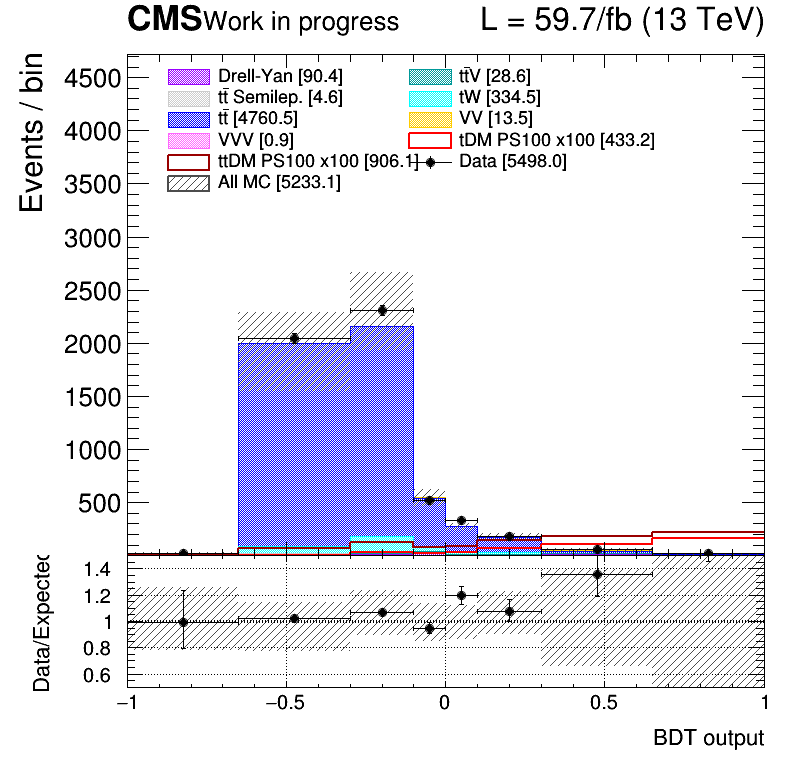 CMS Work in progress L = 59.7/fb (13 TeV)
Events / bin
4500
4000
3500
3000
2500
2000
1500
1000
500
Drell-Yan [90.4] tt̄V [28.6]
tt̄ Semilep. [4.6] tW [334.5]
tt̄ [4760.5] VV [13.5]
VVV [0.9] tDM PS100 x100 [433.2]
ttDM PS100 x100 [906.1] Data [5498.0]
All MC [5233.1]
Data/Expected
1.4
1.2
1
0.8
0.6
−1 −0.5 0 0.5 1
BDT output